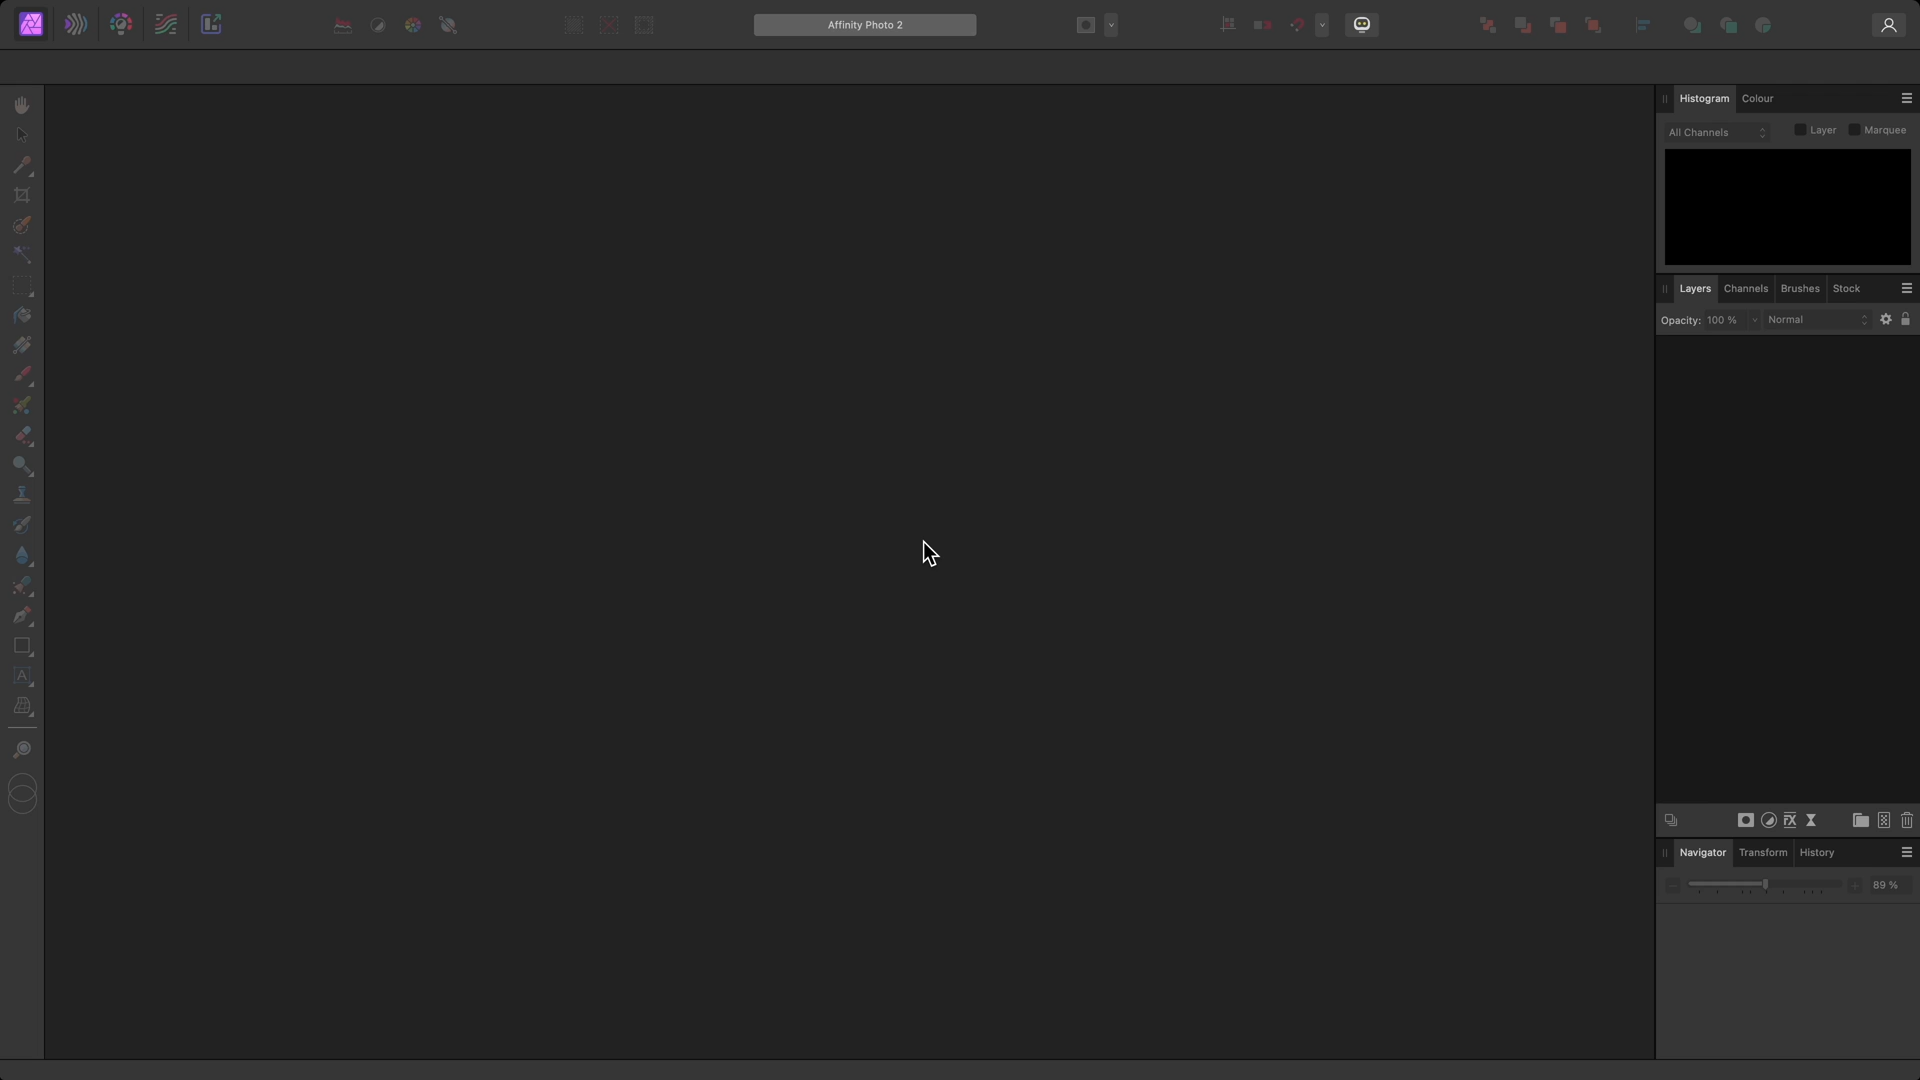 Affinity Photo 2
Histogram Colour
All Channels Layer Marquee
Layers Channels Brushes Stock
Opacity: 100 % Normal
A
fx
Navigator Transform History
89 %